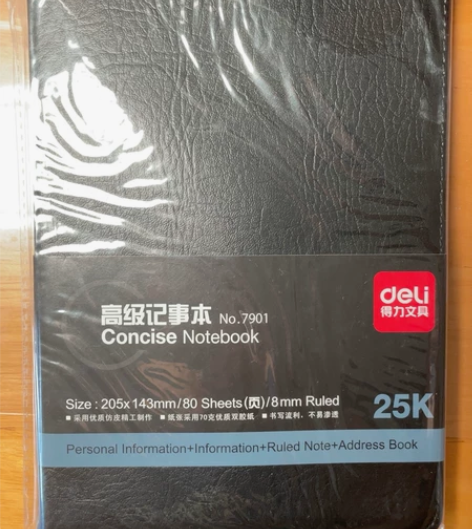 deli
得力文具
高级记事本 No.7901
Concise Notebook
Size : 205x143mm/80 Sheets(页)/8mm Ruled
25K
■ 采用优质仿皮精工制作 ■ 纸张采用70克优质双胶纸 ■ 书写流利、不易渗透
Personal Information+Information+Ruled Note+Address Book